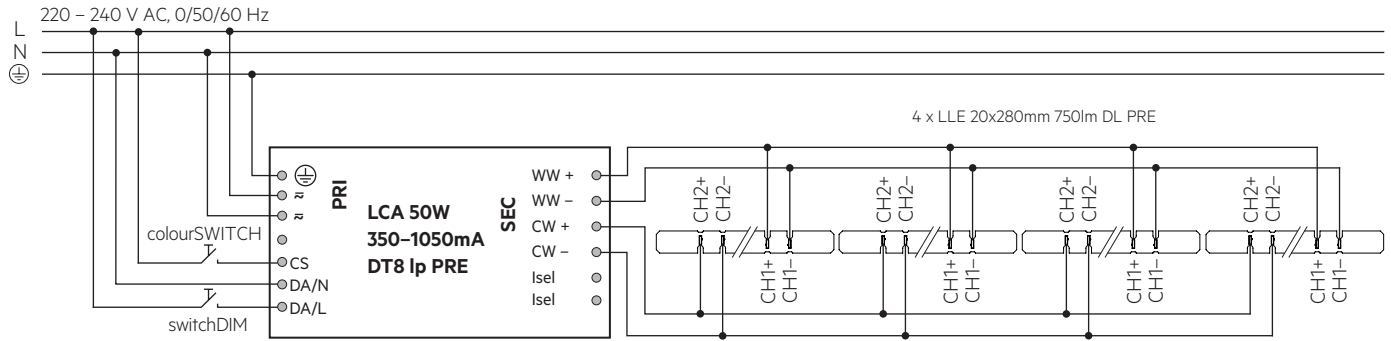 220 – 240 V AC, 0/50/60 Hz
L
N
4 x LLE 20x280mm 750lm DL PRE
PRI
LCA 50W
350–1050mA
DT8 lp PRE
SEC
WW +
WW –
CW +
CW –
Isel
Isel
≂
≂
colourSWITCH
CS
DA/N
DA/L
switchDIM
CH2+
CH2–
CH1+
CH1–
CH2+
CH2–
CH1+
CH1–
CH2+
CH2–
CH1+
CH1–
CH2+
CH2–
CH1+
CH1–